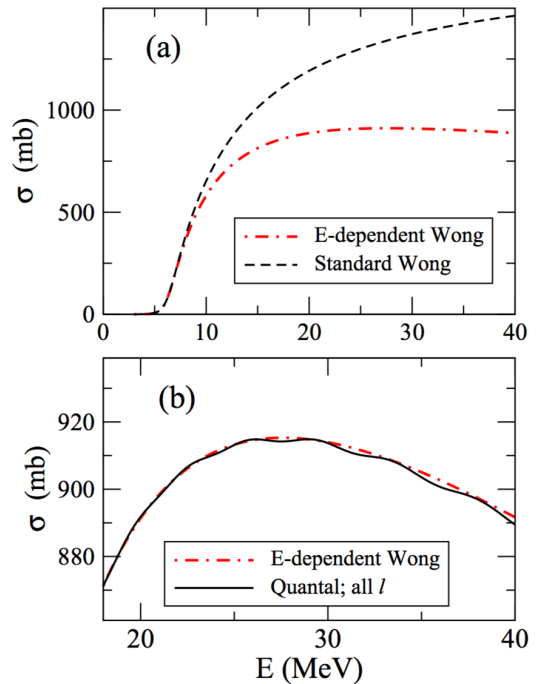 (a)
1000
500
0
σ (mb)
E-dependent Wong
Standard Wong
0 10 20 30 40
(b)
920
900
880
σ (mb)
E-dependent Wong
Quantal; all l
20 30 40
E (MeV)